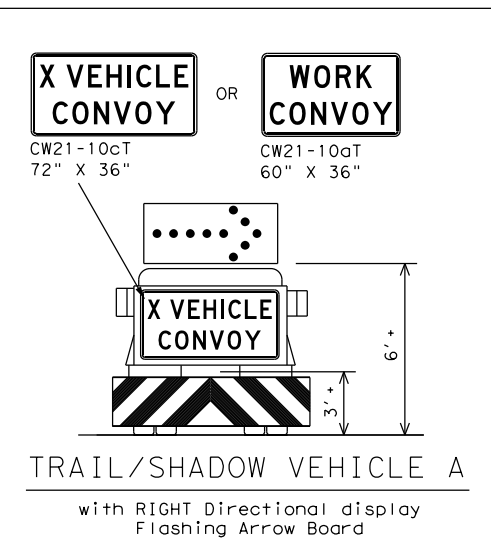 X VEHICLE
CONVOY
OR
WORK
CONVOY
CW21-10cT
72" X 36"
CW21-10aT
60" X 36"
X VEHICLE
CONVOY
6'+
3'+
TRAIL/SHADOW VEHICLE A
with RIGHT Directional display
Flashing Arrow Board